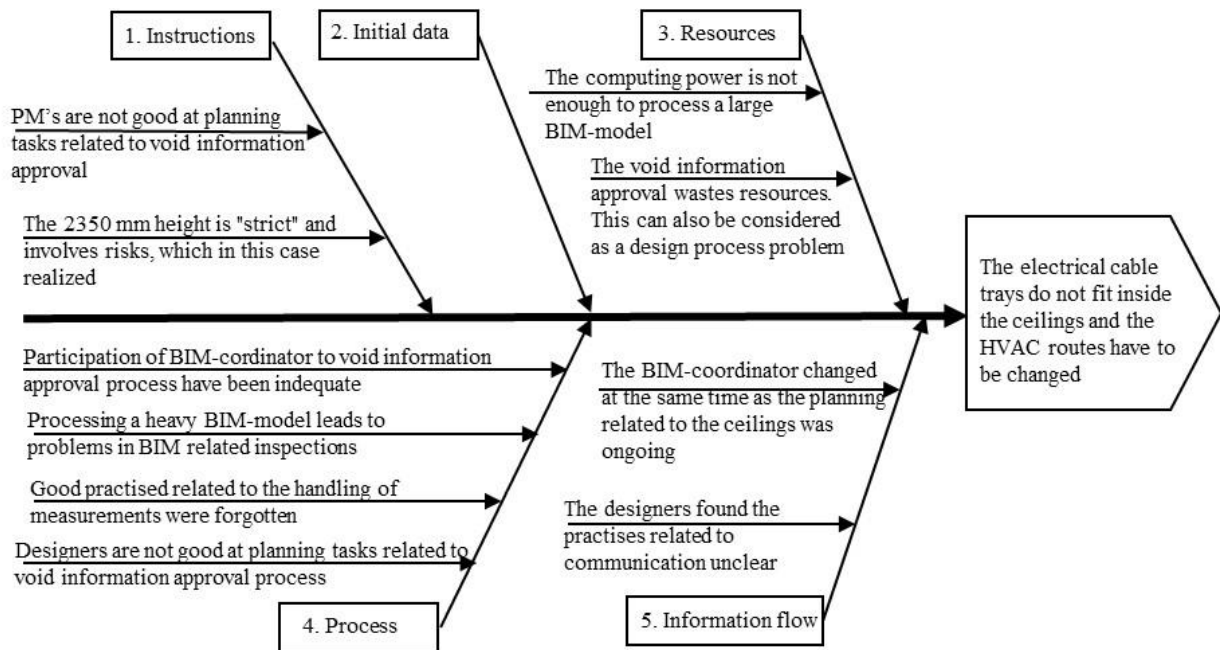 1. Instructions
2. Initial data
3. Resources
PM's are not good at planning
tasks related to void information
approval
The 2350 mm height is "strict" and
involves risks, which in this case
realized
The computing power is not
enough to process a large
BIM-model
The void information
approval wastes resources.
This can also be considered
as a design process problem
The electrical cable
trays do not fit inside
the ceilings and the
HVAC routes have to
be changed
Participation of BIM-cordinator to void information
approval process have been indequate
Processing a heavy BIM-model leads to
problems in BIM related inspections
Good practised related to the handling of
measurements were forgotten
Designers are not good at planning tasks related to
void information approval process
The BIM-coordinator changed
at the same time as the planning
related to the ceilings was
ongoing
The designers found the
practises related to
communication unclear
4. Process
5. Information flow